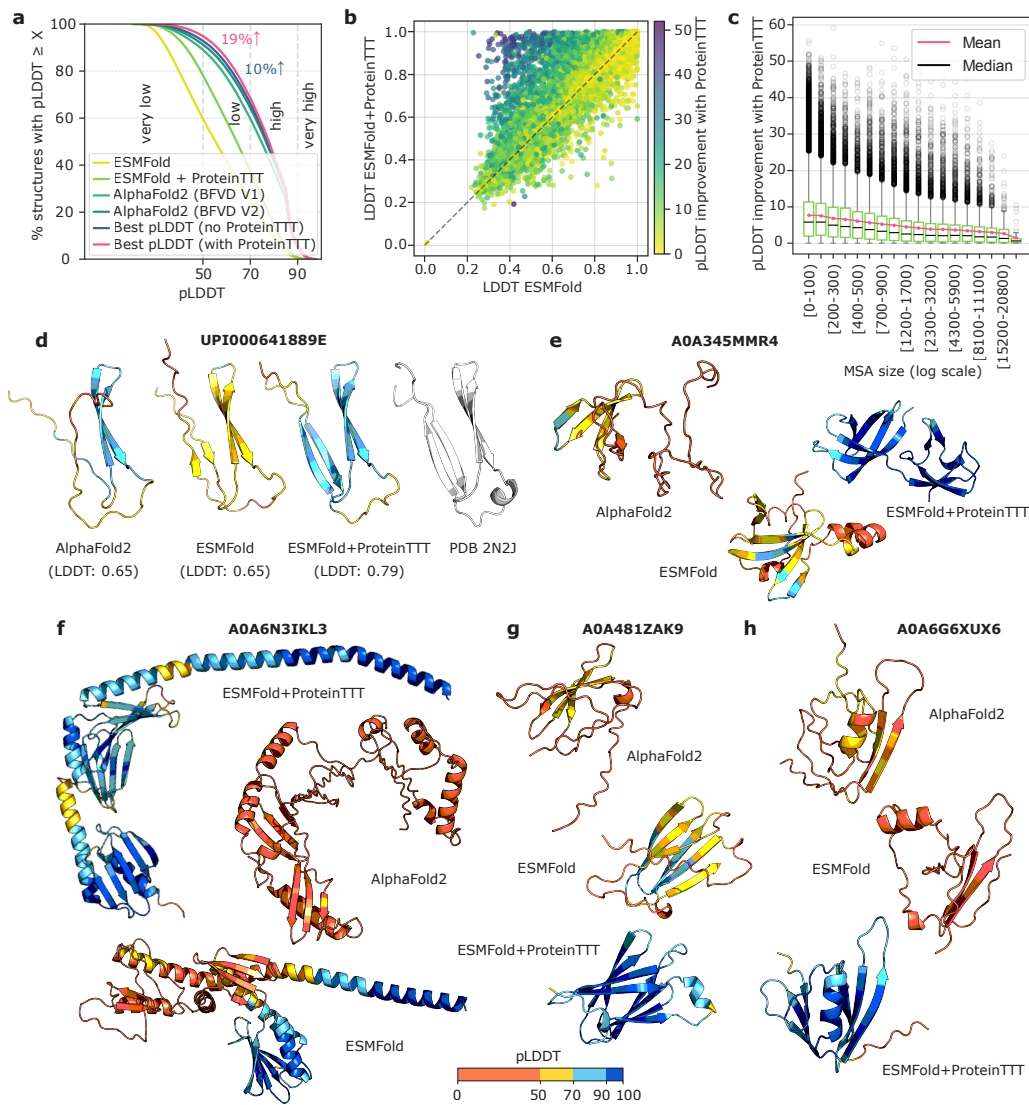 a
% structures with pLDDT ≥ X
100
80
60
40
20
0
19%↑
10%↑
very low
low
high
very high
ESMFold
ESMFold + ProteinTTT
AlphaFold2 (BFVD V1)
AlphaFold2 (BFVD V2)
Best pLDDT (no ProteinTTT)
Best pLDDT (with ProteinTTT)
50 70 90
pLDDT
b
LDDT ESMFold+ProteinTTT
1.0
0.8
0.6
0.4
0.2
0.0
0.0 0.2 0.4 0.6 0.8 1.0
LDDT ESMFold
50
40
30
20
10
0
pLDDT improvement with ProteinTTT
c
pLDDT improvement with ProteinTTT
60
50
40
30
20
10
0
Mean
Median
[0-100)
[200-300)
[400-500)
[700-900)
[1200-1700)
[2300-3200)
[4300-5900)
[8100-11100)
[15200-20800)
MSA size (log scale)
d
UPI000641889E
AlphaFold2
(LDDT: 0.65)
ESMFold
(LDDT: 0.65)
ESMFold+ProteinTTT
(LDDT: 0.79)
PDB 2N2J
e
A0A345MMR4
AlphaFold2
ESMFold
ESMFold+ProteinTTT
f
A0A6N3IKL3
ESMFold+ProteinTTT
AlphaFold2
ESMFold
g
A0A481ZAK9
AlphaFold2
ESMFold
ESMFold+ProteinTTT
h
A0A6G6XUX6
AlphaFold2
ESMFold
ESMFold+ProteinTTT
pLDDT
0 50 70 90 100